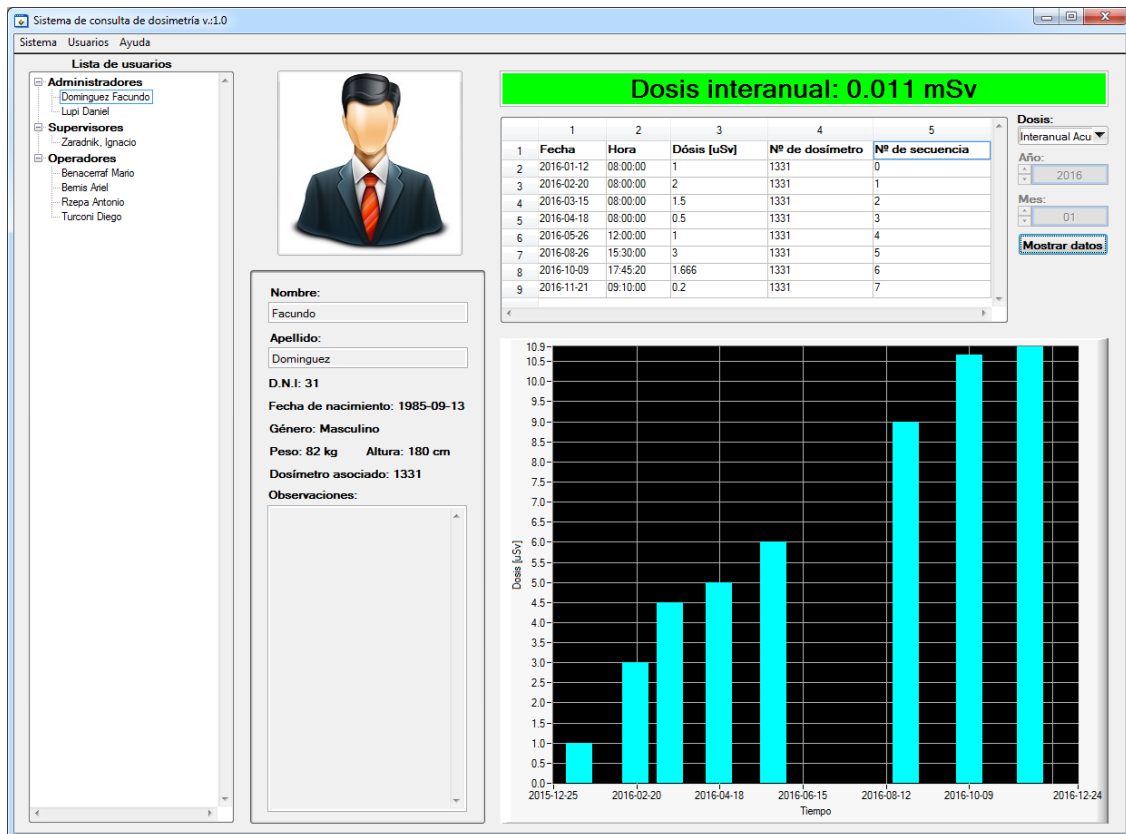 Sistema de consulta de dosimetría v.:1.0
Sistema Usuarios Ayuda
Lista de usuarios
Administradores
Dominguez Facundo
Lupi Daniel
Supervisores
Zaradnik, Ignacio
Operadores
Benacerraf Mario
Bemis Ariel
Rzepa Antonio
Turconi Diego
Nombre:
Facundo
Apellido:
Dominguez
D.N.I: 31
Fecha de nacimiento: 1985-09-13
Género: Masculino
Peso: 82 kg Altura: 180 cm
Dosímetro asociado: 1331
Observaciones:
Dosis interanual: 0.011 mSv
1 2 3 4 5
1 Fecha Hora Dósis [uSv] Nº de dosímetro Nº de secuencia
2 2016-01-12 08:00:00 1 1331 0
3 2016-02-20 08:00:00 2 1331 1
4 2016-03-15 08:00:00 1.5 1331 2
5 2016-04-18 08:00:00 0.5 1331 3
6 2016-05-26 12:00:00 1 1331 4
7 2016-08-26 15:30:00 3 1331 5
8 2016-10-09 17:45:20 1.666 1331 6
9 2016-11-21 09:10:00 0.2 1331 7
Dosis:
Interanual Acu
Año:
2016
Mes:
01
Mostrar datos
10.9
10.5
10.0
9.5
9.0
8.5
8.0
7.5
7.0
6.5
6.0
5.5
5.0
4.5
4.0
3.5
3.0
2.5
2.0
1.5
1.0
0.5
0.0
Dosis [uSv]
2015-12-25 2016-02-20 2016-04-18 2016-06-15 2016-08-12 2016-10-09 2016-12-24
Tiempo